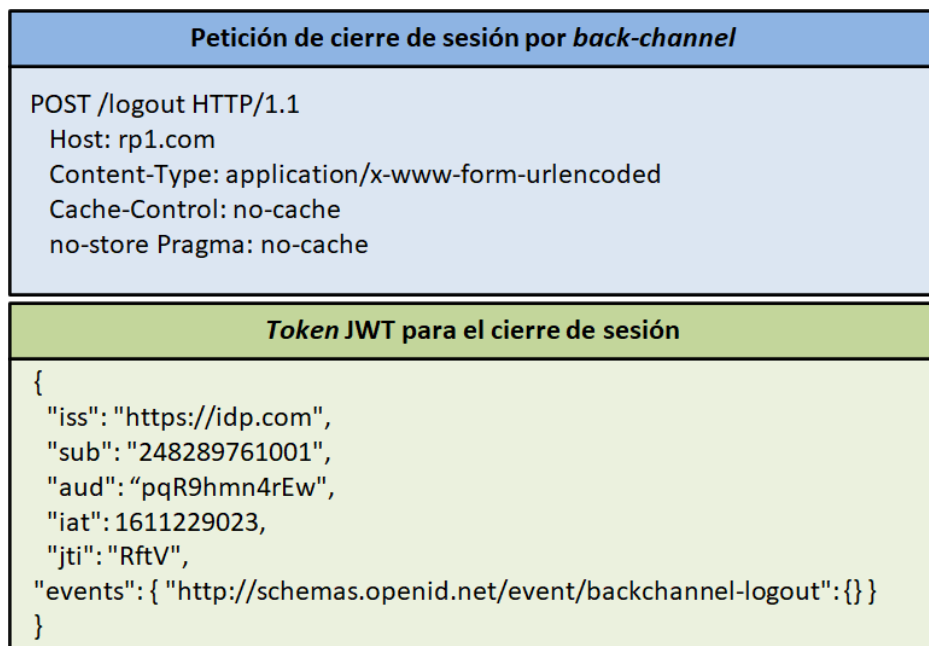 Petición de cierre de sesión por back-channel
POST /logout HTTP/1.1
Host: rp1.com
Content-Type: application/x-www-form-urlencoded
Cache-Control: no-cache
no-store Pragma: no-cache
Token JWT para el cierre de sesión
{
"iss": "https://idp.com",
"sub": "248289761001",
"aud": “pqR9hmn4rEw",
"iat": 1611229023,
"jti": "RftV",
"events": { "http://schemas.openid.net/event/backchannel-logout": {} }
}